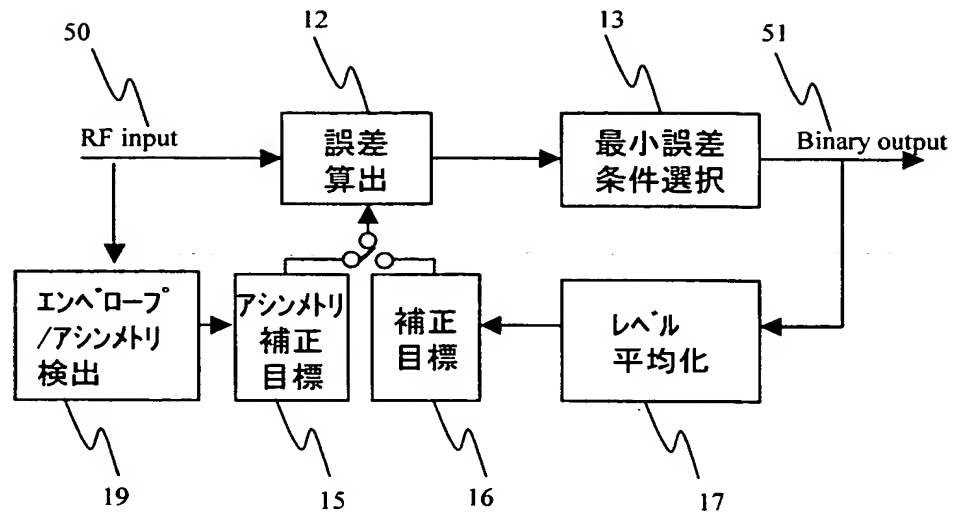 50
12
13
51
RF input
誤差
算出
最小誤差
条件選択
Binary output
エンベロープ
/アシンメトリ
検出
アシンメトリ
補正
目標
補正
目標
レベル
平均化
19
15
16
17